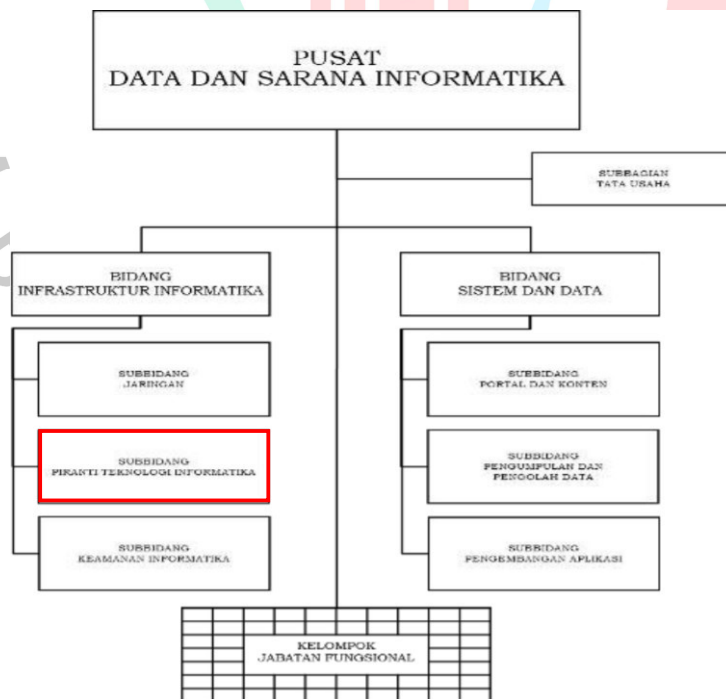 PUSAT
DATA DAN SARANA INFORMATIKA
SUBBAGIAN
TATA USAHA
BIDANG
INFRASTRUKTUR INFORMATIKA
BIDANG
SISTEM DAN DATA
SUBBIDANG
JARINGAN
SUBBIDANG
PORTAL DAN KONTEN
SUBBIDANG
PIRANTI TEKNOLOGI INFORMATIKA
SUBBIDANG
PENGUMPULAN DAN
PENGOLAH DATA
SUBBIDANG
KEAMANAN INFORMATIKA
SUBBIDANG
PENGEMBANGAN APLIKASI
KELOMPOK
JABATAN FUNGSIONAL